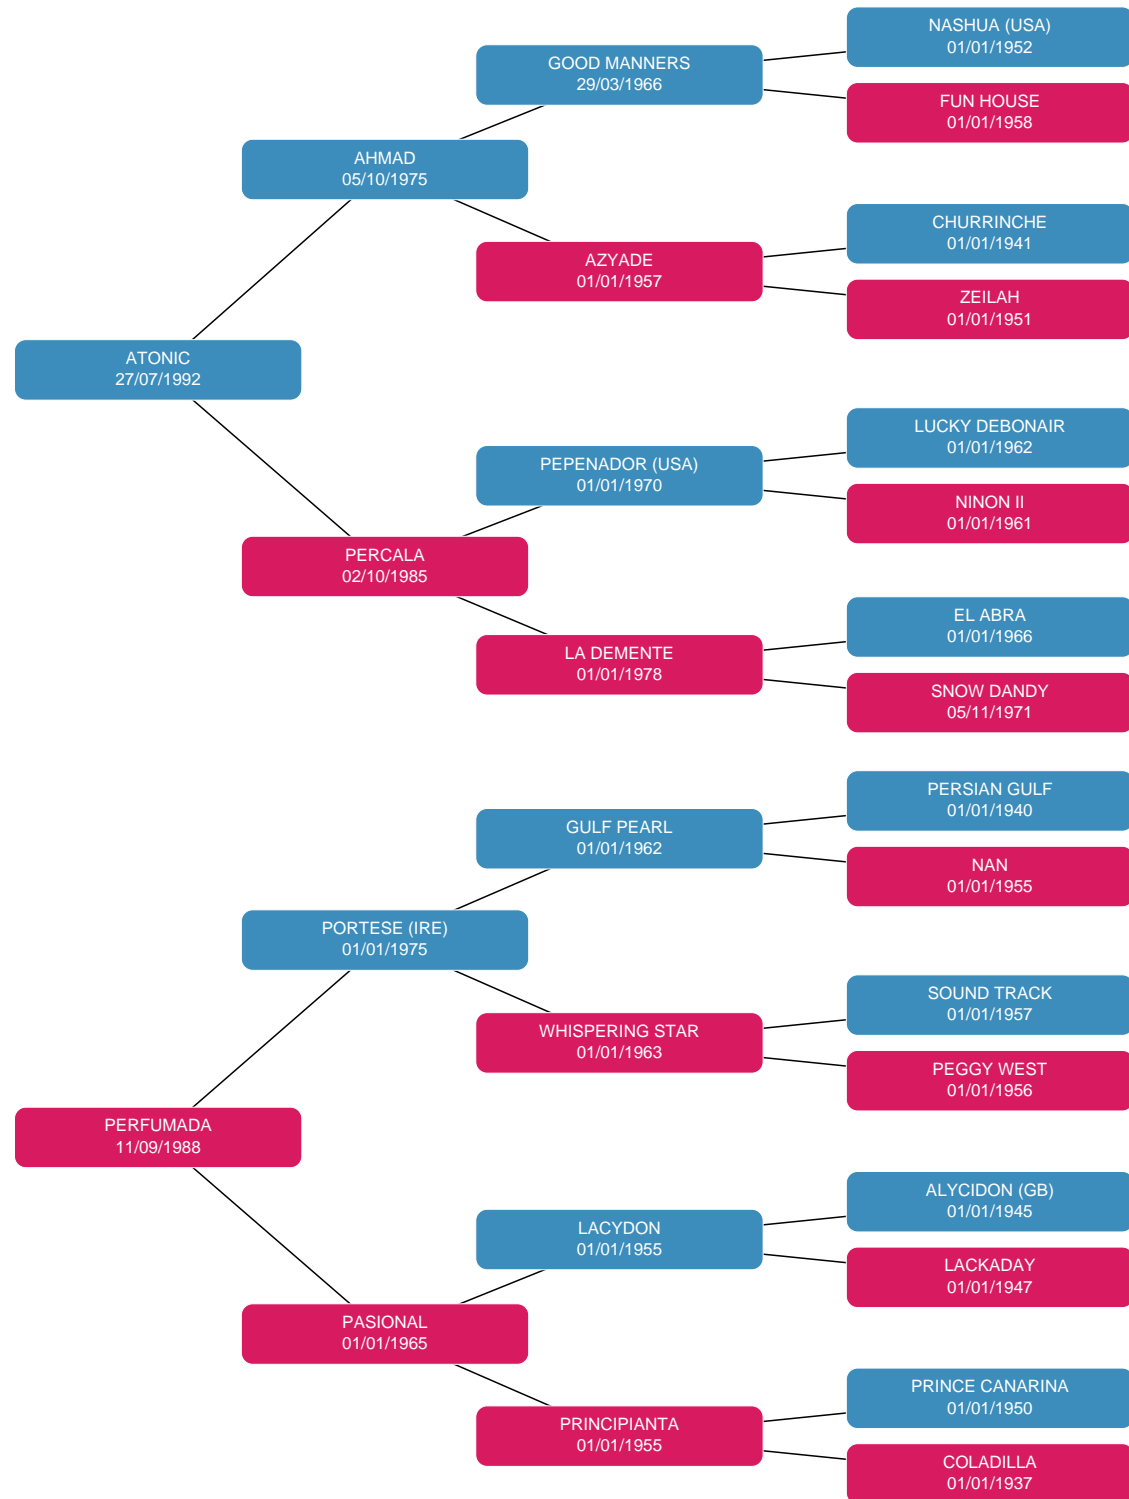 NASHUA (USA)
01/01/1952
GOOD MANNERS
29/03/1966
FUN HOUSE
01/01/1958
AHMAD
05/10/1975
CHURRINCHE
01/01/1941
AZYADE
01/01/1957
ZEILAH
01/01/1951
ATONIC
27/07/1992
LUCKY DEBONAIR
01/01/1962
PEPENADOR (USA)
01/01/1970
NINON II
01/01/1961
PERCALA
02/10/1985
EL ABRA
01/01/1966
LA DEMENTE
01/01/1978
SNOW DANDY
05/11/1971
PERSIAN GULF
01/01/1940
GULF PEARL
01/01/1962
NAN
01/01/1955
PORTESE (IRE)
01/01/1975
SOUND TRACK
01/01/1957
WHISPERING STAR
01/01/1963
PEGGY WEST
01/01/1956
PERFUMADA
11/09/1988
ALYCIDON (GB)
01/01/1945
LACYDON
01/01/1955
LACKADAY
01/01/1947
PASIONAL
01/01/1965
PRINCE CANARINA
01/01/1950
PRINCIPIANTA
01/01/1955
COLADILLA
01/01/1937